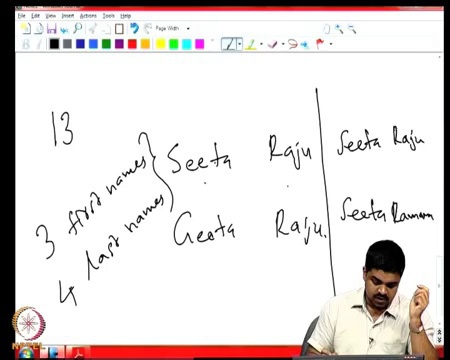 File Edit View Insert Actions Tools Help
Page Width
13
3 first names
4 last names
Seeta Raju
Geeta Raju.
Seeta Raju
Seeta Ramana